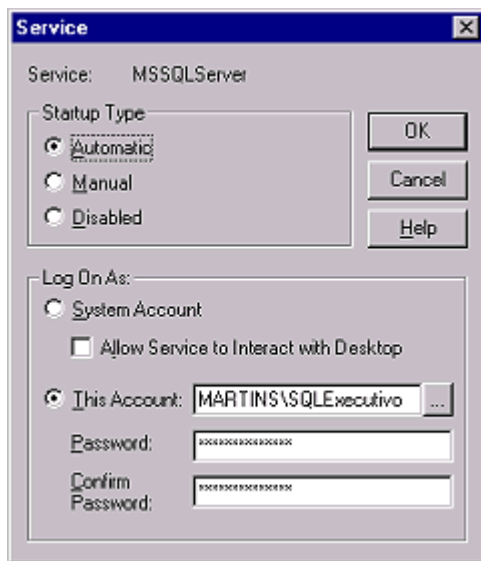 Service
Service: MSSQLServer
Startup Type
Automatic
Manual
Disabled
OK
Cancel
Help
Log On As:
System Account
Allow Service to Interact with Desktop
This Account: MARTINS\SQLExecutivo ...
Password: **************
Confirm
Password: **************